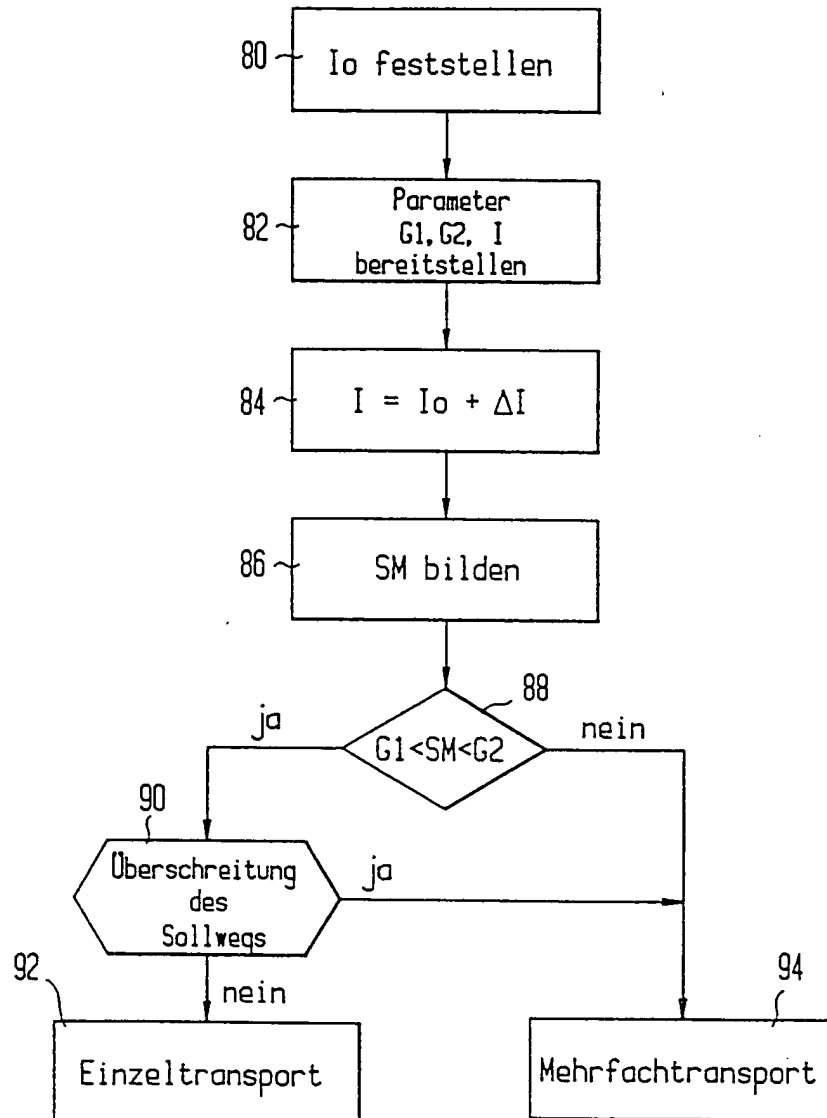 80
Io feststellen
82
Parameter
G1, G2, I
bereitstellen
84
I = Io + ΔI
86
SM bilden
88
ja
G1<SM<G2
nein
90
Überschreitung
des
Sollwegs
ja
92
nein
94
Einzeltransport
Mehrfachtransport